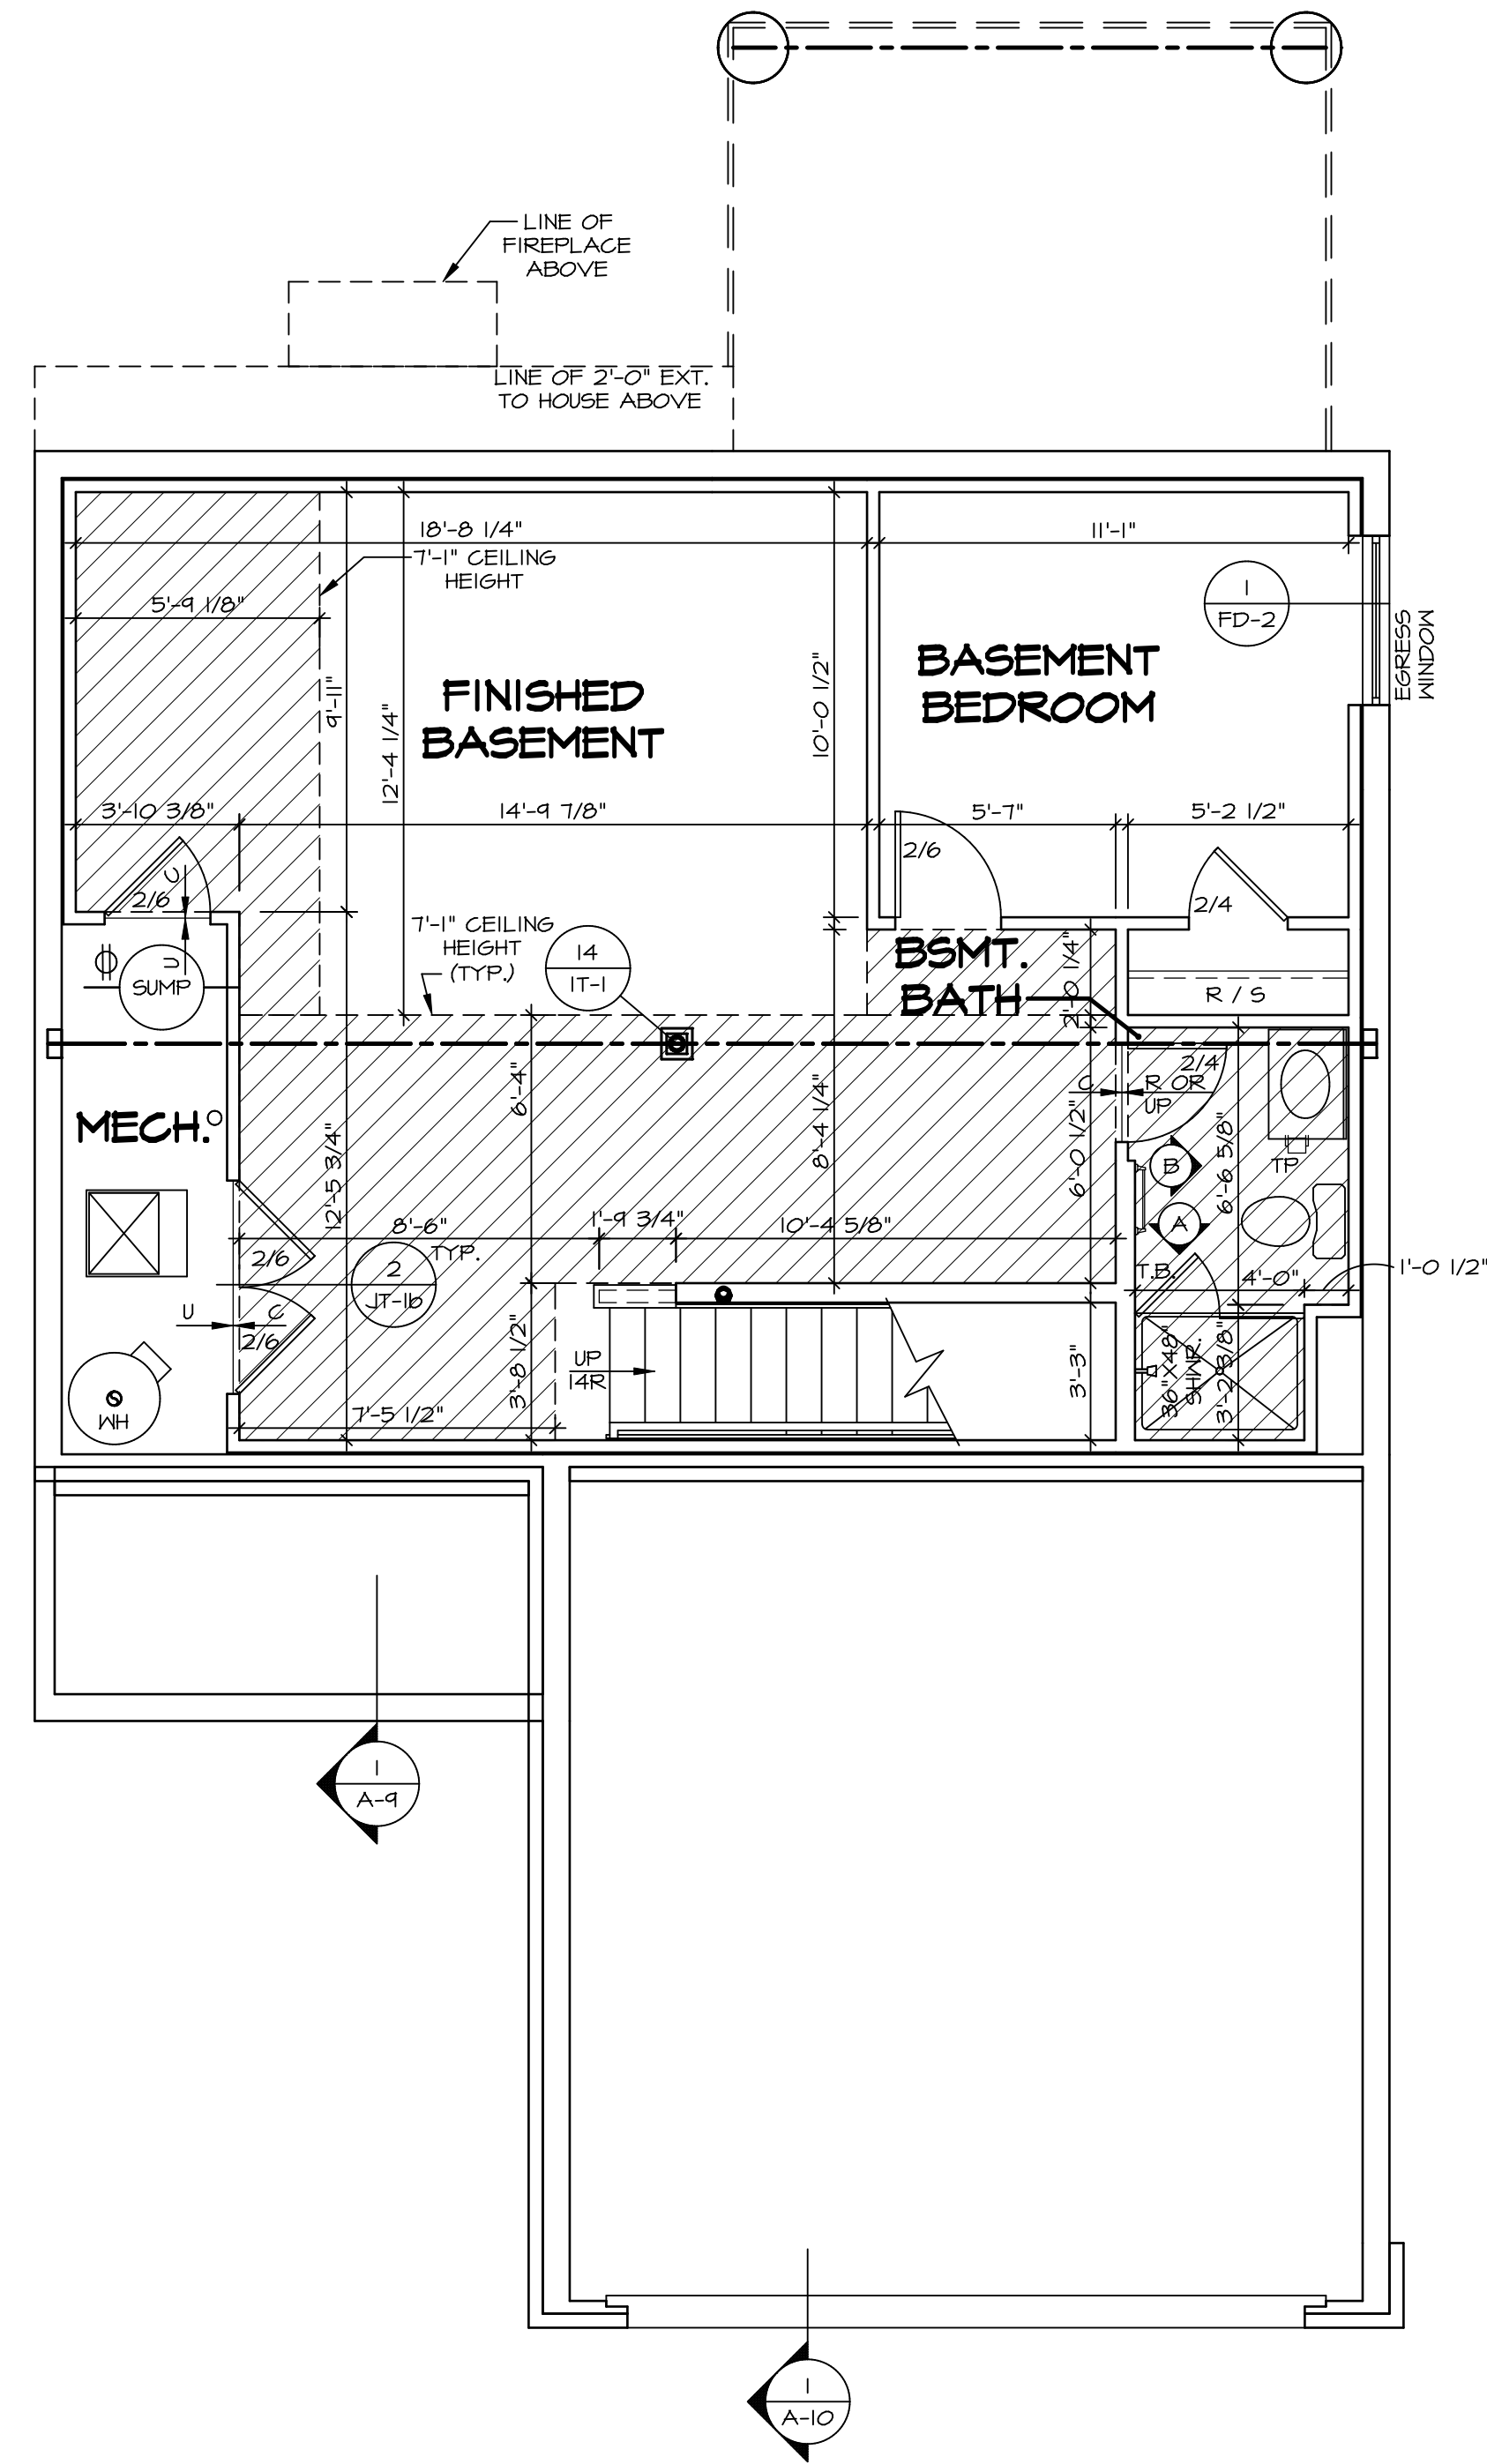 LINE OF
FIREPLACE
ABOVE
LINE OF 2'-0" EXT.
TO HOUSE ABOVE
18'-8 1/4"
11'-1"
7'-1" CEILING
HEIGHT
1
FD-2
EGRESS
WINDOW
5'-9 1/8"
9'-11"
12'-4 1/4"
10'-0 1/2"
FINISHED
BASEMENT
BASEMENT
BEDROOM
3'-10 3/8"
14'-9 7/8"
5'-7"
5'-2 1/2"
2/6
2/6
2/4
C
U
SUMP
7'-1" CEILING
HEIGHT
(TYP.)
14
IT-1
BSMT.
BATH
2'-0 1/4"
R / S
MECH.
6'-4"
8'-4 1/4"
6'-0 1/2"
2/4
C
R OR
UP
B
TP
A
6'-6 5/8"
12'-5 3/4"
8'-6"
TYP.
1'-9 3/4"
10'-4 5/8"
2/6
2
JT-1b
T.B.
4'-0"
1'-0 1/2"
U
C
2/6
UP
14R
3'-8 1/2"
3'-3"
36"X48"
SHWR.
3'-2 3/8"
WH
7'-5 1/2"
1
A-9
1
A-10